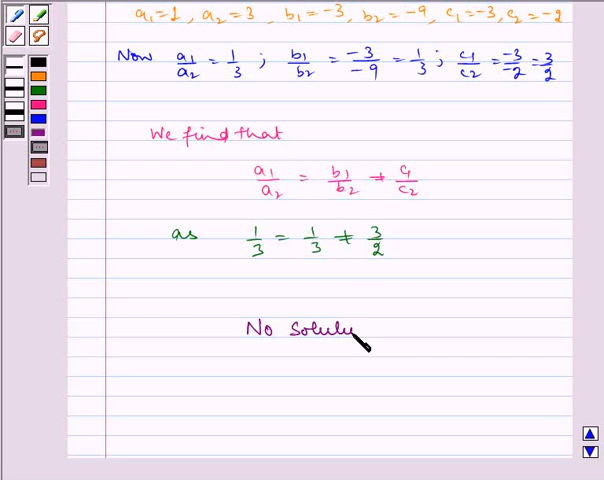 a₁=1, a₂=3, b₁=-3, b₂=-9, c₁=-3, c₂=-2
Now a₁/a₂ = 1/3 ; b₁/b₂ = -3/-9 = 1/3 ; c₁/c₂ = -3/-2 = 3/2
We find that
a₁/a₂ = b₁/b₂ ≠ c₁/c₂
as 1/3 = 1/3 ≠ 3/2
No Solutu